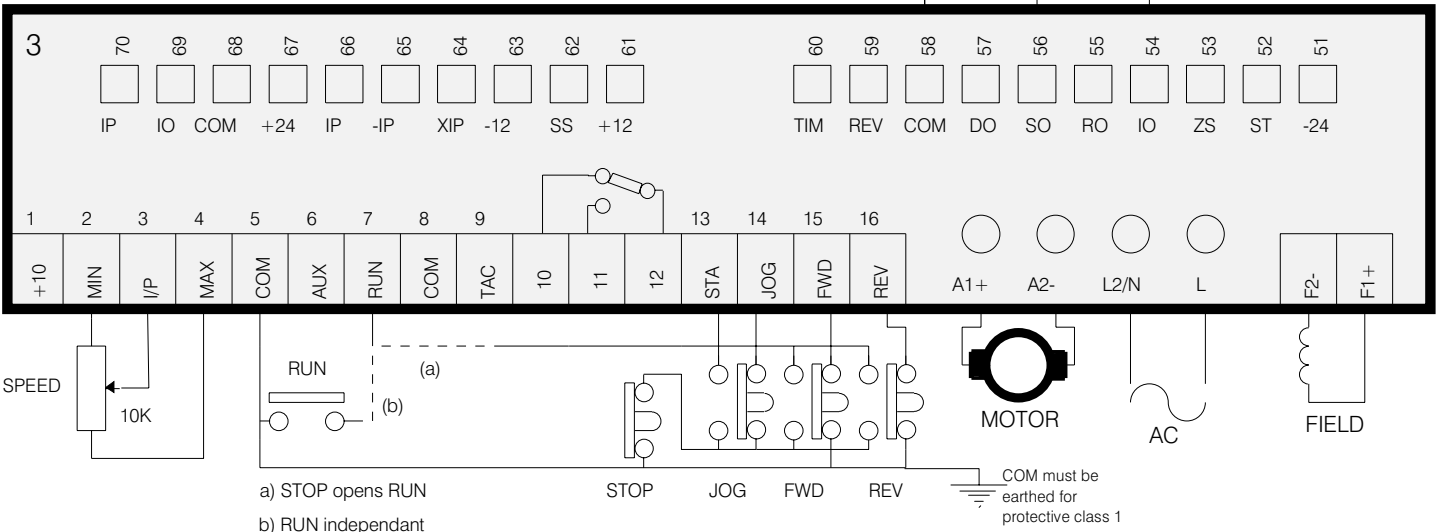 3
70 69 68 67 66 65 64 63 62 61 60 59 58 57 56 55 54 53 52 51
IP IO COM +24 IP -IP XIP -12 SS +12 TIM REV COM DO SO RO IO ZS ST -24
1 2 3 4 5 6 7 8 9 13 14 15 16
+10 MIN I/P MAX COM AUX RUN COM TAC 10 11 12 STA JOG FWD REV A1+ A2- L2/N L F2- F1+
RUN (a)
SPEED
10K (b)
MOTOR AC FIELD
a) STOP opens RUN STOP JOG FWD REV
b) RUN independant
COM must be
earthed for
protective class 1